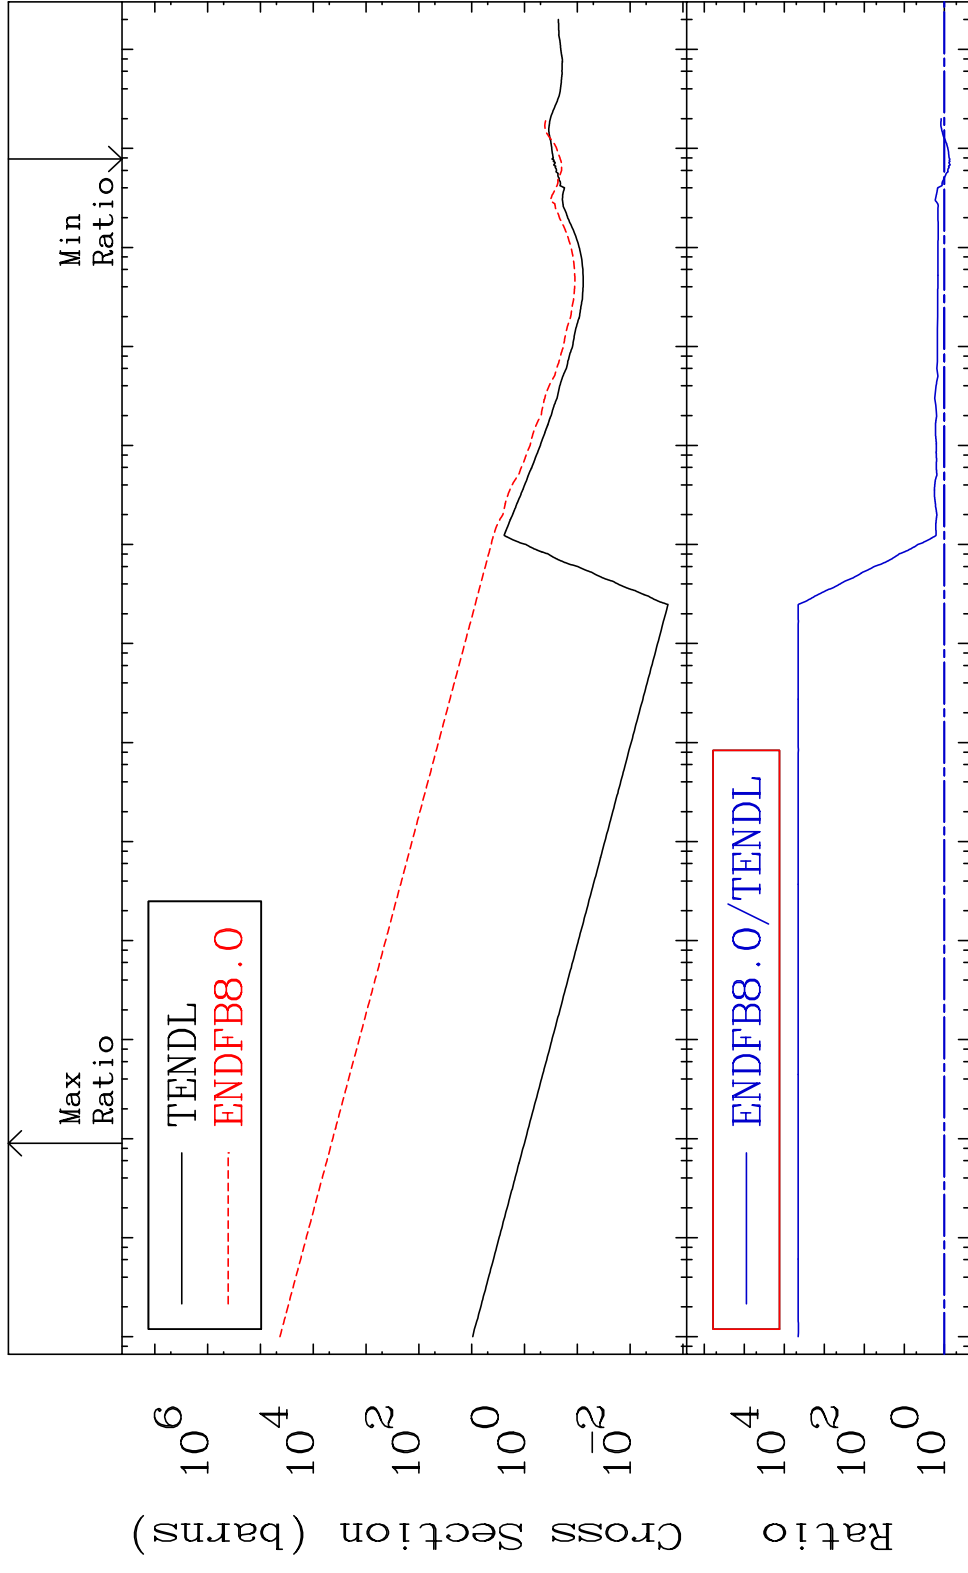 Max
Ratio
Min
Ratio
TENDL
ENDFB8.0
10 6
10 4
10 2
10 0
10 -2
Cross Section (barns)
ENDFB8.0/TENDL
10 4
10 2
10 0
Ratio